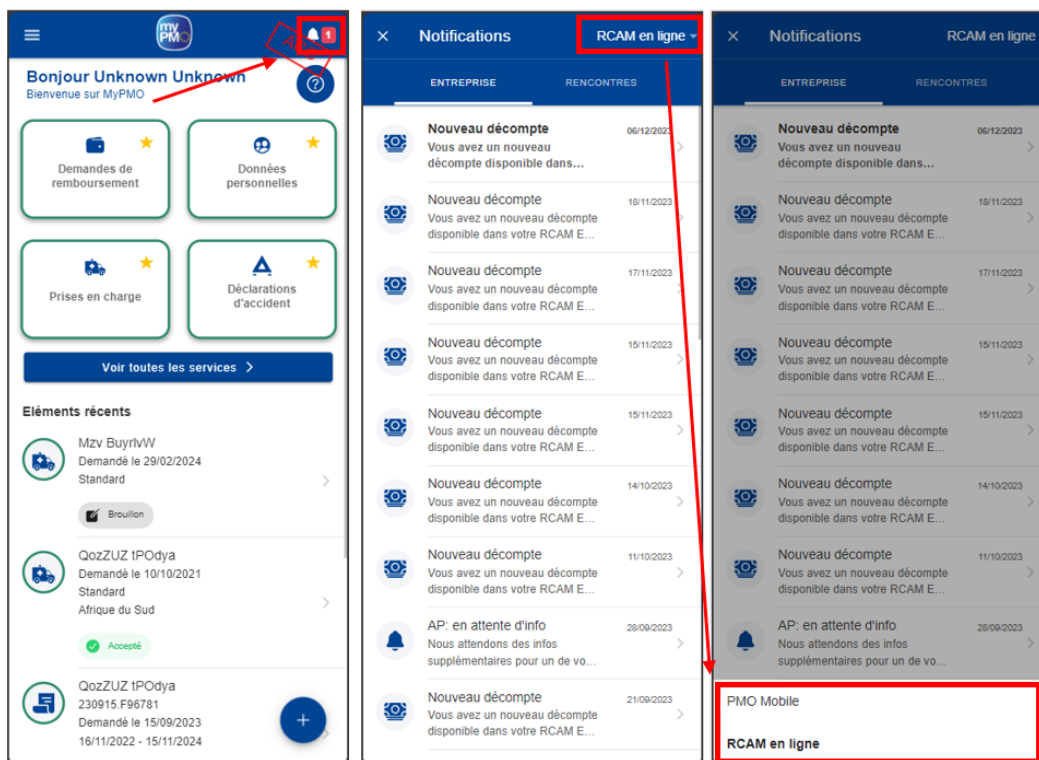 my
PMO
1
Bonjour Unknown Unknown
Bienvenue sur MyPMO
Demandes de
remboursement
Données
personnelles
Prises en charge
Déclarations
d'accident
Voir toutes les services
Eléments récents
Mzv BuyrlvW
Demandé le 29/02/2024
Standard
Brouillon
QozZUZ tPOdya
Demandé le 10/10/2021
Standard
Afrique du Sud
Accepté
QozZUZ tPOdya
230915.F96781
Demandé le 15/09/2023
16/11/2022 - 15/11/2024
Notifications
RCAM en ligne
ENTREPRISE
RENCONTRES
Nouveau décompte
06/12/2023
Vous avez un nouveau
décompte disponible dans...
Nouveau décompte
18/11/2023
Vous avez un nouveau décompte
disponible dans votre RCAM E...
Nouveau décompte
17/11/2023
Vous avez un nouveau décompte
disponible dans votre RCAM E...
Nouveau décompte
15/11/2023
Vous avez un nouveau décompte
disponible dans votre RCAM E...
Nouveau décompte
15/11/2023
Vous avez un nouveau décompte
disponible dans votre RCAM E...
Nouveau décompte
14/10/2023
Vous avez un nouveau décompte
disponible dans votre RCAM E...
Nouveau décompte
11/10/2023
Vous avez un nouveau décompte
disponible dans votre RCAM E...
AP: en attente d'info
28/09/2023
Nous attendons des infos
supplémentaires pour un de vo...
Nouveau décompte
21/09/2023
Vous avez un nouveau décompte
disponible dans votre RCAM E...
Notifications
RCAM en ligne
ENTREPRISE
RENCONTRES
Nouveau décompte
06/12/2023
Vous avez un nouveau
décompte disponible dans...
Nouveau décompte
18/11/2023
Vous avez un nouveau décompte
disponible dans votre RCAM E...
Nouveau décompte
17/11/2023
Vous avez un nouveau décompte
disponible dans votre RCAM E...
Nouveau décompte
15/11/2023
Vous avez un nouveau décompte
disponible dans votre RCAM E...
Nouveau décompte
15/11/2023
Vous avez un nouveau décompte
disponible dans votre RCAM E...
Nouveau décompte
14/10/2023
Vous avez un nouveau décompte
disponible dans votre RCAM E...
Nouveau décompte
11/10/2023
Vous avez un nouveau décompte
disponible dans votre RCAM E...
AP: en attente d'info
28/09/2023
Nous attendons des infos
supplémentaires pour un de vo...
PMO Mobile
RCAM en ligne